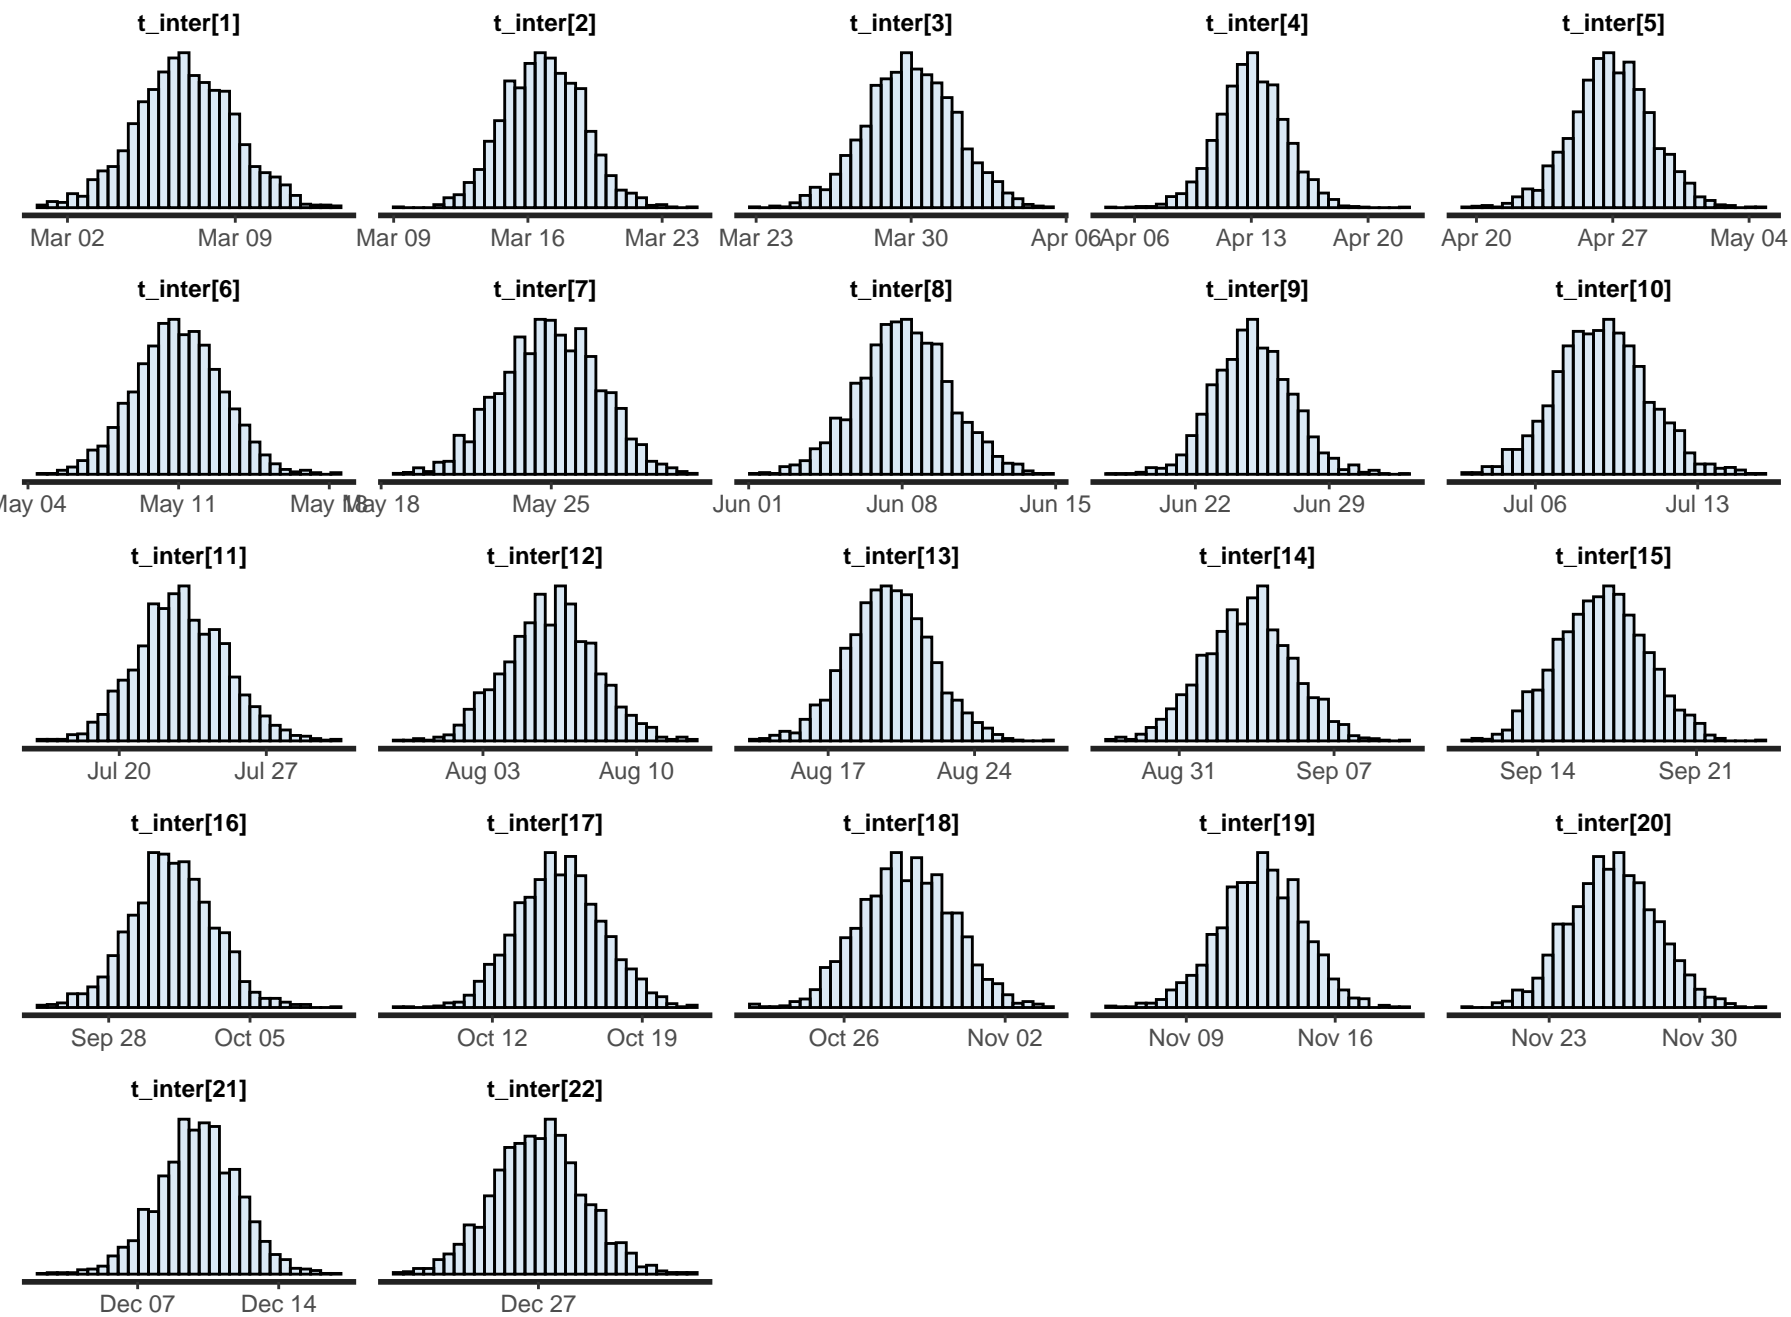 t_inter[1] t_inter[2] t_inter[3] t_inter[4] t_inter[5]
Mar 02 Mar 09 Mar 09 Mar 16 Mar 23 Mar 23 Mar 30 Apr 06 Apr 06 Apr 13 Apr 20 Apr 20 Apr 27 May 04
t_inter[6] t_inter[7] t_inter[8] t_inter[9] t_inter[10]
May 04 May 11 May 18 May 18 May 25 Jun 01 Jun 08 Jun 15 Jun 22 Jun 29 Jul 06 Jul 13
t_inter[11] t_inter[12] t_inter[13] t_inter[14] t_inter[15]
Jul 20 Jul 27 Aug 03 Aug 10 Aug 17 Aug 24 Aug 31 Sep 07 Sep 14 Sep 21
t_inter[16] t_inter[17] t_inter[18] t_inter[19] t_inter[20]
Sep 28 Oct 05 Oct 12 Oct 19 Oct 26 Nov 02 Nov 09 Nov 16 Nov 23 Nov 30
t_inter[21] t_inter[22]
Dec 07 Dec 14 Dec 27